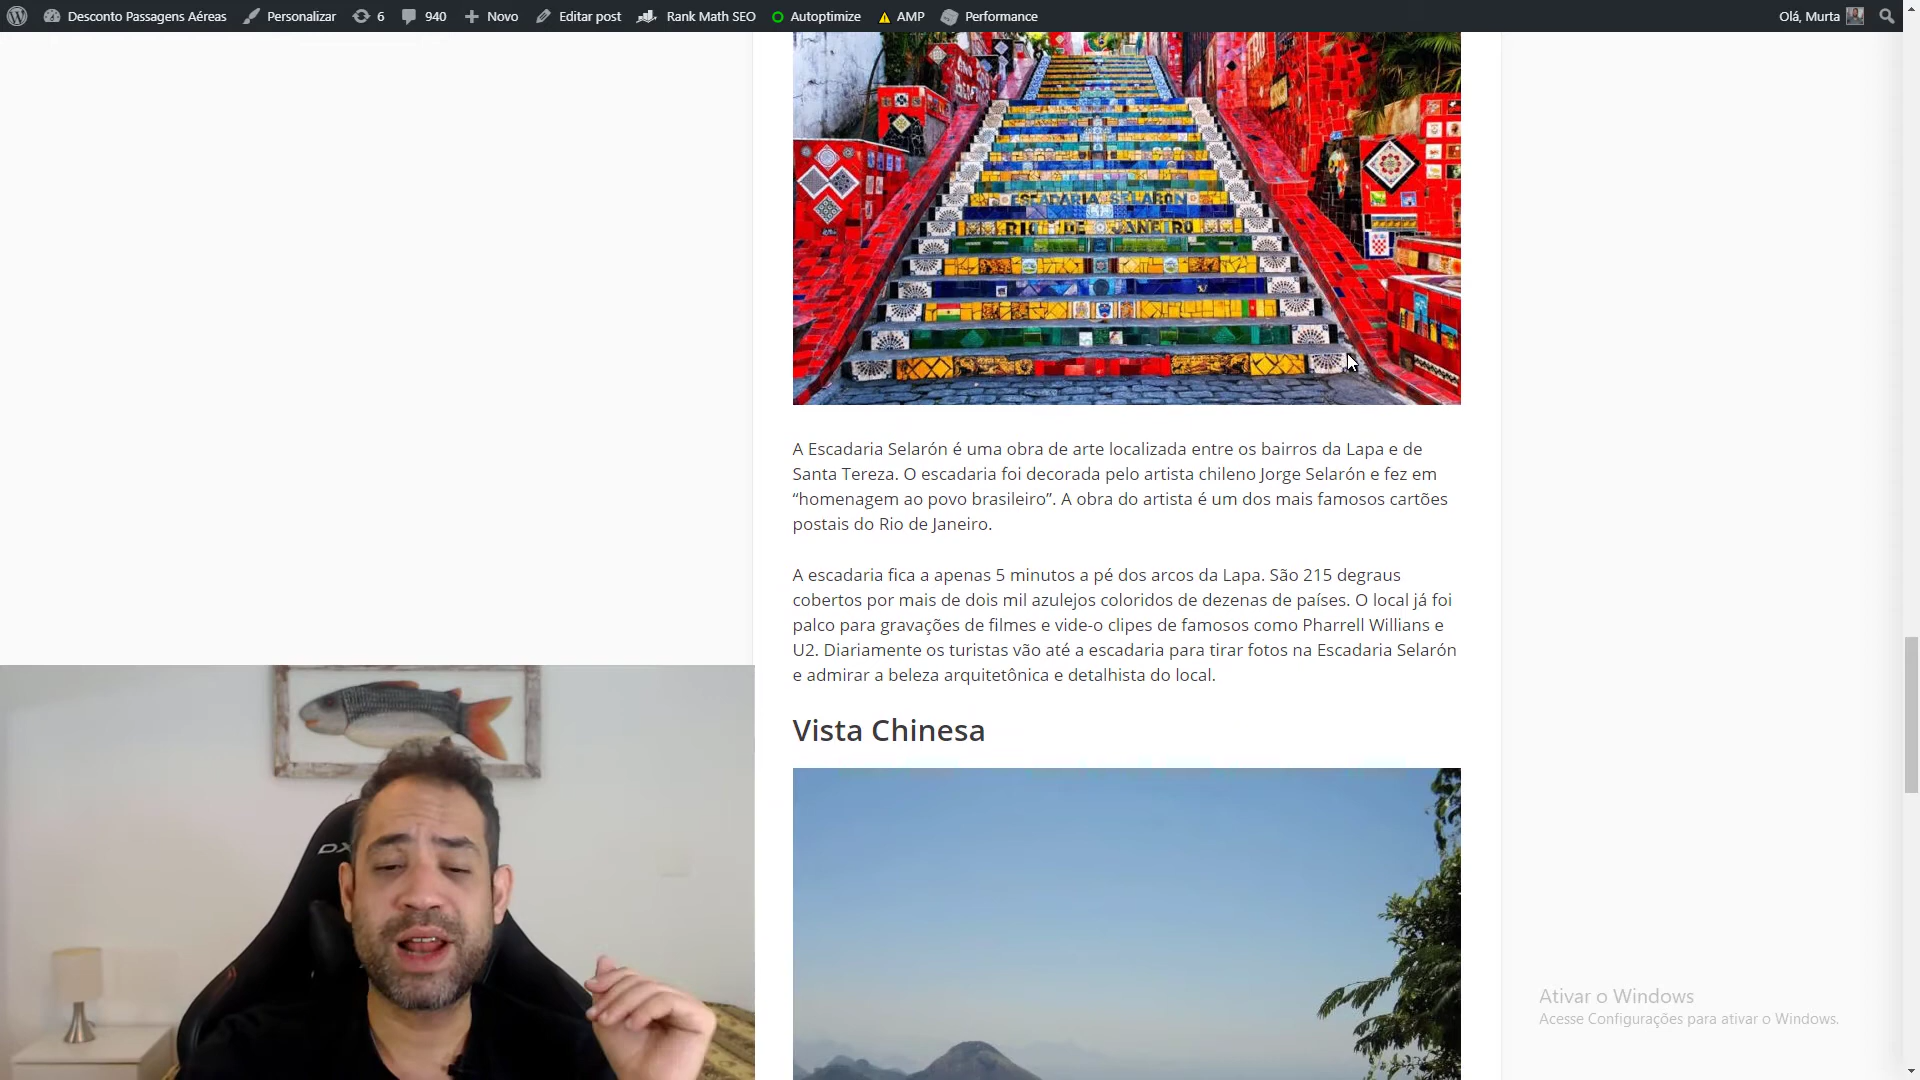 Desconto Passagens Aéreas Personalizar 6 940 Novo Editar post Rank Math SEO Autoptimize AMP Performance Olá, Murta
ESCADARIA SELARÓN
RIO DE JANEIRO
A Escadaria Selarón é uma obra de arte localizada entre os bairros da Lapa e de
Santa Tereza. O escadaria foi decorada pelo artista chileno Jorge Selarón e fez em
“homenagem ao povo brasileiro”. A obra do artista é um dos mais famosos cartões
postais do Rio de Janeiro.
A escadaria fica a apenas 5 minutos a pé dos arcos da Lapa. São 215 degraus
cobertos por mais de dois mil azulejos coloridos de dezenas de países. O local já foi
palco para gravações de filmes e vide-o clipes de famosos como Pharrell Willians e
U2. Diariamente os turistas vão até a escadaria para tirar fotos na Escadaria Selarón
e admirar a beleza arquitetônica e detalhista do local.
Vista Chinesa
DX
Ativar o Windows
Acesse Configurações para ativar o Windows.